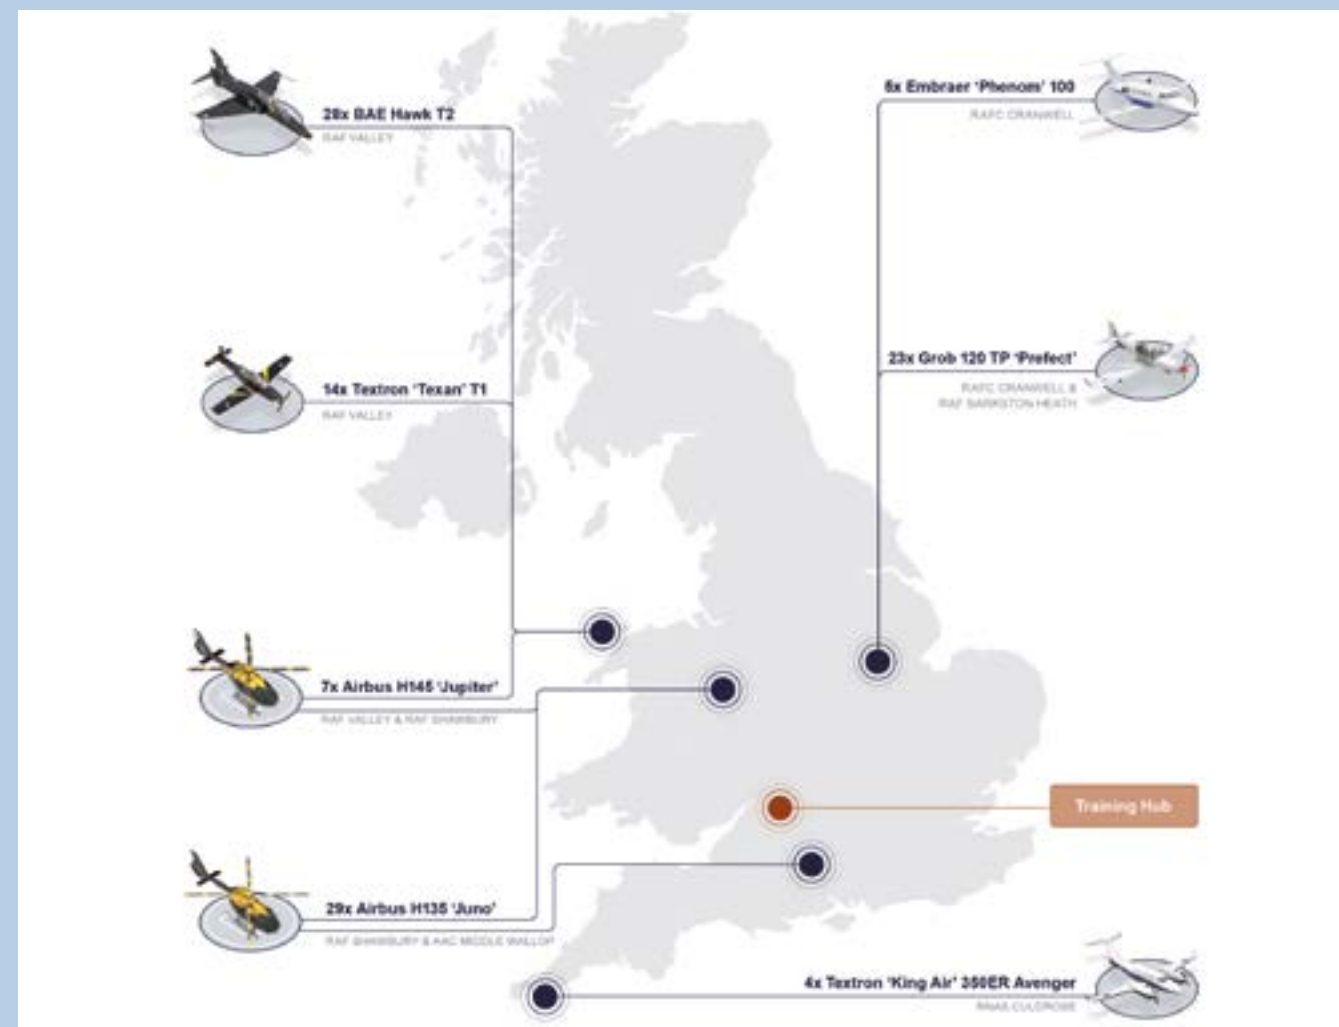 28x BAE Hawk T2
RAF VALLEY
14x Textron 'Texan' T1
RAF VALLEY
7x Airbus H145 'Jupiter'
RAF VALLEY & RAF SHAWBURY
29x Airbus H135 'Juno'
RAF SHAWBURY & AAC MIDDLE WALLOP
Embraer 'Phenom' 100
RAFC CRANWELL
23x Grob 120 TP 'Prefect'
RAFC CRANWELL &
RAF BARKSTON HEATH
Training Hub
4x Textron 'King Air' 350ER Avenger
RNAS CULDROSE